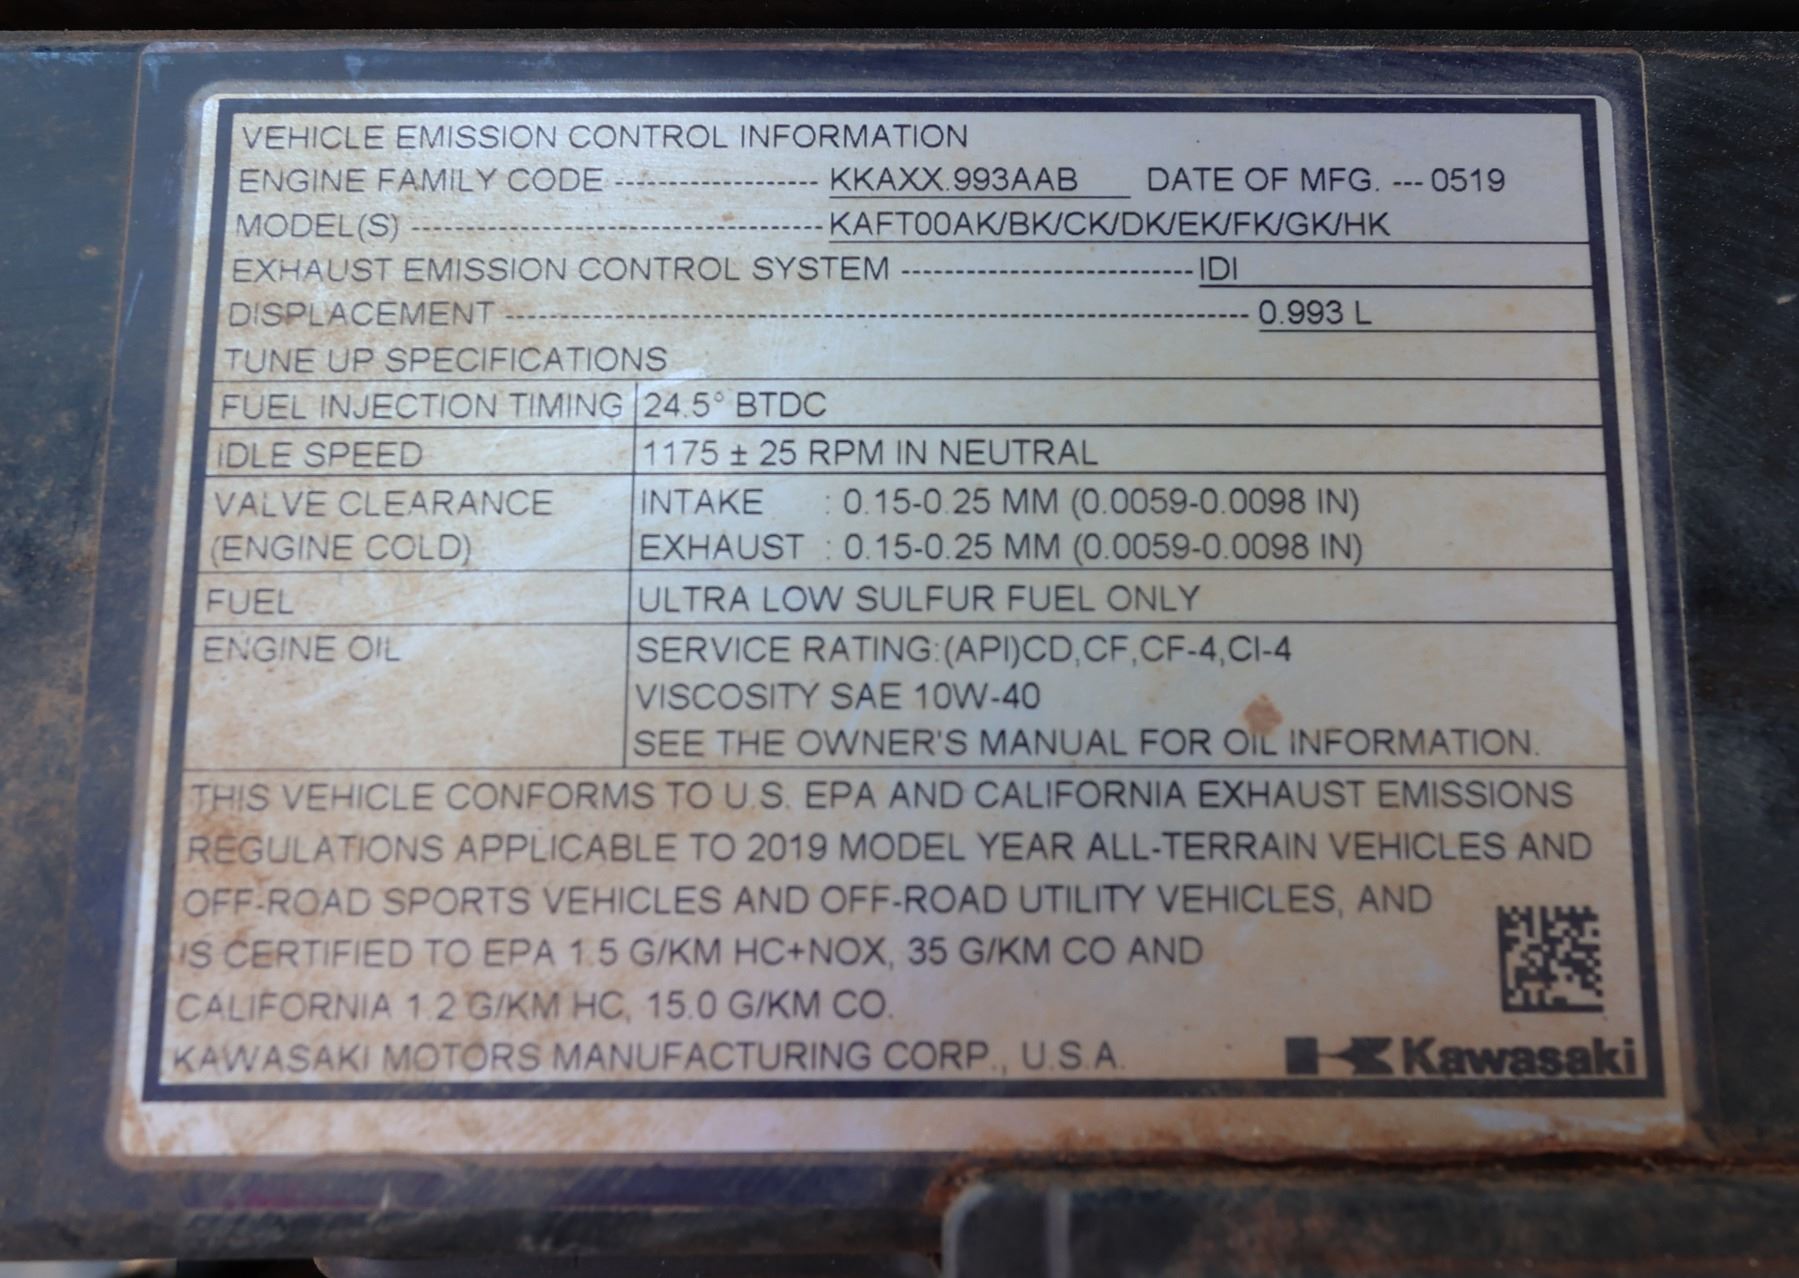 VEHICLE EMISSION CONTROL INFORMATION
ENGINE FAMILY CODE ------------------- KKAXX.993AAB DATE OF MFG. --- 0519
MODEL(S) -------------------------------------- KAFT00AK/BK/CK/DK/EK/FK/GK/HK
EXHAUST EMISSION CONTROL SYSTEM --------------------------- IDI
DISPLACEMENT ---------------------------------------------------------------------- 0.993 L
TUNE UP SPECIFICATIONS
FUEL INJECTION TIMING 24.5° BTDC
IDLE SPEED 1175 ± 25 RPM IN NEUTRAL
VALVE CLEARANCE INTAKE : 0.15-0.25 MM (0.0059-0.0098 IN)
(ENGINE COLD) EXHAUST : 0.15-0.25 MM (0.0059-0.0098 IN)
FUEL ULTRA LOW SULFUR FUEL ONLY
ENGINE OIL SERVICE RATING:(API)CD,CF,CF-4,CI-4
VISCOSITY SAE 10W-40
SEE THE OWNER'S MANUAL FOR OIL INFORMATION.
THIS VEHICLE CONFORMS TO U.S. EPA AND CALIFORNIA EXHAUST EMISSIONS
REGULATIONS APPLICABLE TO 2019 MODEL YEAR ALL-TERRAIN VEHICLES AND
OFF-ROAD SPORTS VEHICLES AND OFF-ROAD UTILITY VEHICLES, AND
IS CERTIFIED TO EPA 1.5 G/KM HC+NOX, 35 G/KM CO AND
CALIFORNIA 1.2 G/KM HC, 15.0 G/KM CO.
KAWASAKI MOTORS MANUFACTURING CORP., U.S.A. Kawasaki